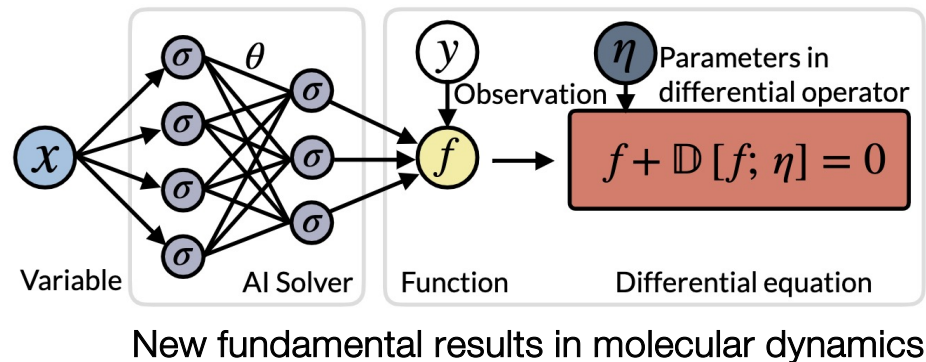 σ
θ
σ
σ
σ
σ
σ
σ
x
y
η
f
Observation
Parameters in
differential operator
f + 𝔻 [f; η] = 0
Variable
AI Solver
Function
Differential equation
New fundamental results in molecular dynamics